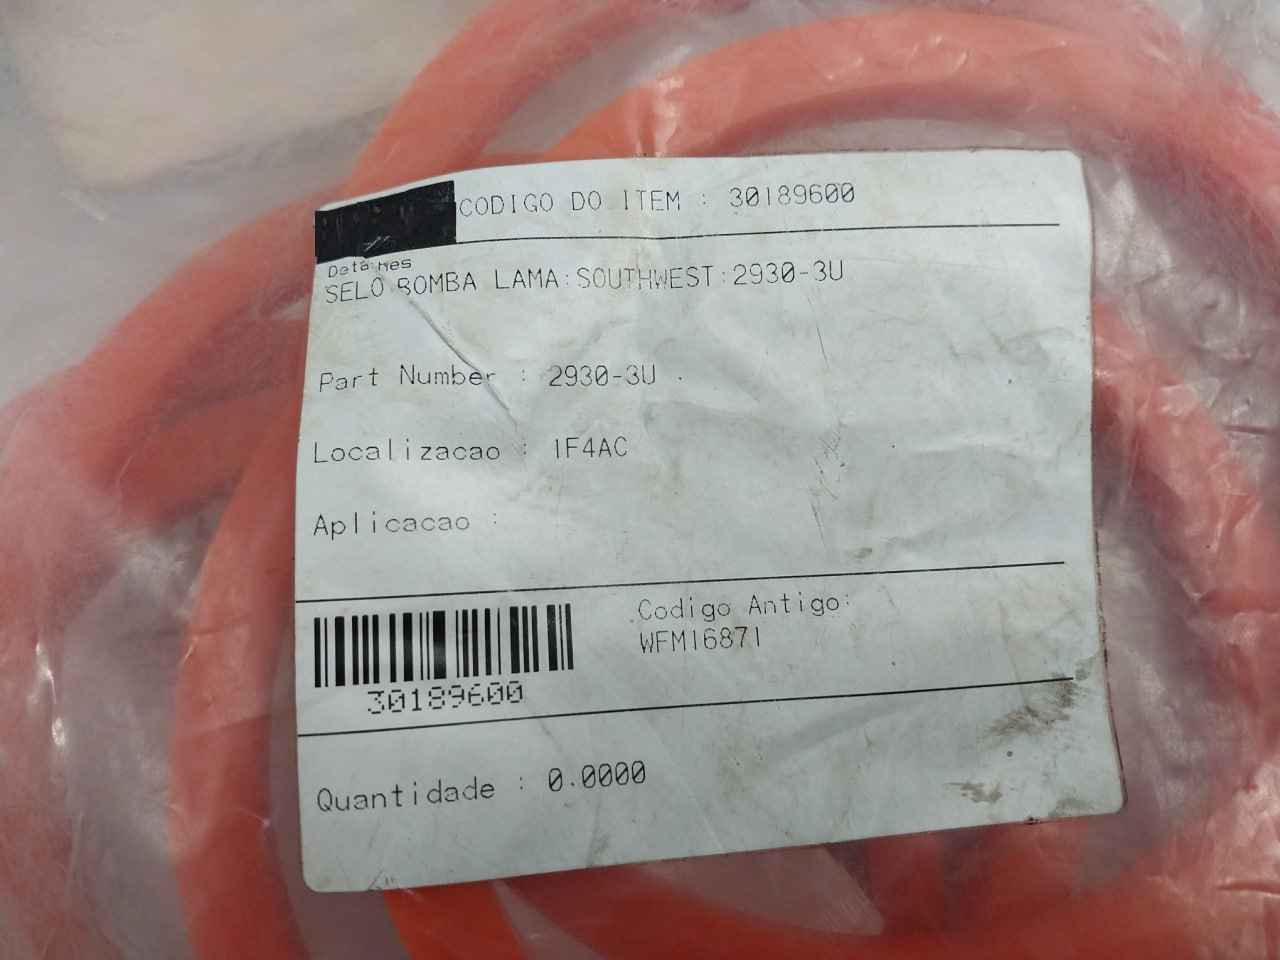 CODIGO DO ITEM : 30189600
Detalhes
SELO BOMBA LAMA:SOUTHWEST:2930-3U
Part Number : 2930-3U
Localizacao : 1F4AC
Aplicacao :
Codigo Antigo:
WFM16871
30189600
Quantidade : 0.0000